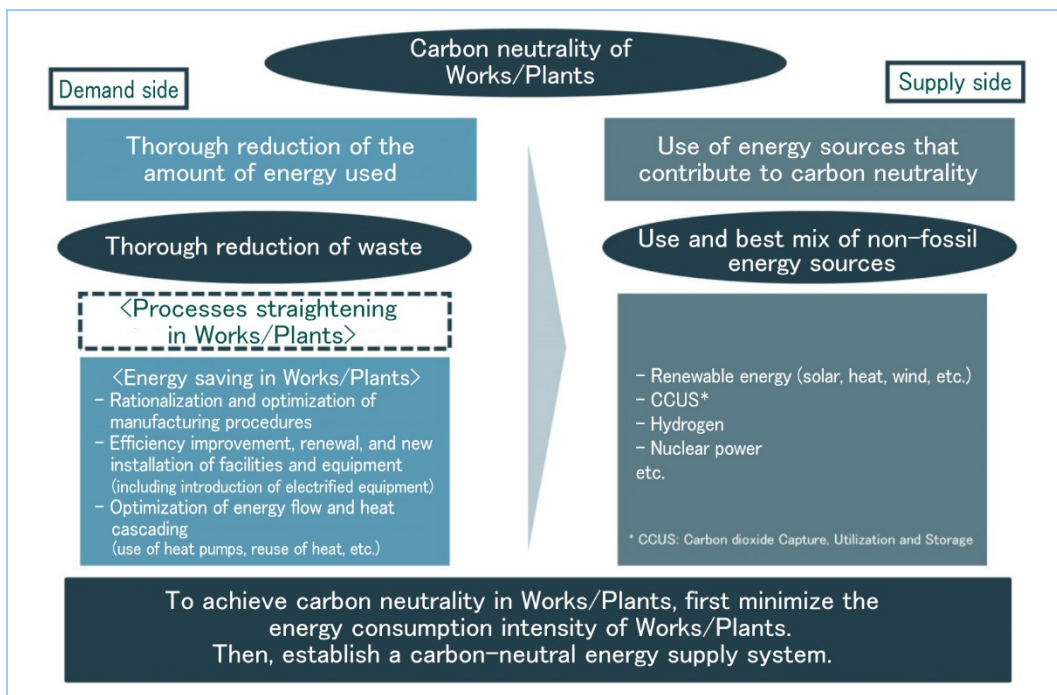 Carbon neutrality of
Works/Plants
Demand side
Supply side
Thorough reduction of the
amount of energy used
Thorough reduction of waste
<Processes straightening
in Works/Plants>
<Energy saving in Works/Plants>
– Rationalization and optimization of
manufacturing procedures
– Efficiency improvement, renewal, and new
installation of facilities and equipment
(including introduction of electrified equipment)
– Optimization of energy flow and heat
cascading
(use of heat pumps, reuse of heat, etc.)
Use of energy sources that
contribute to carbon neutrality
Use and best mix of non-fossil
energy sources
– Renewable energy (solar, heat, wind, etc.)
– CCUS*
– Hydrogen
– Nuclear power
etc.
* CCUS: Carbon dioxide Capture, Utilization and Storage
To achieve carbon neutrality in Works/Plants, first minimize the
energy consumption intensity of Works/Plants.
Then, establish a carbon-neutral energy supply system.